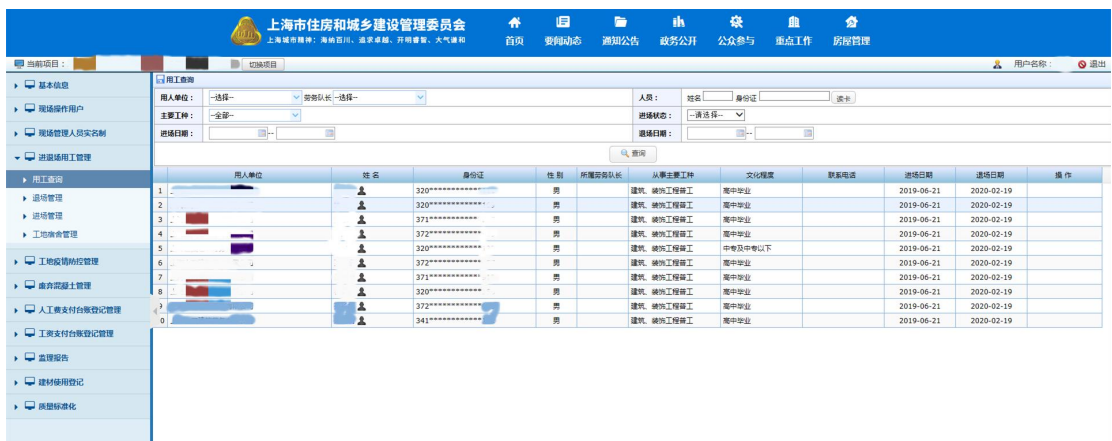 上海市住房和城乡建设管理委员会
上海城市精神：海纳百川、追求卓越、开明睿智、大气谦和
首页 要闻动态 通知公告 政务公开 公众参与 重点工作 房屋管理
当前项目： 切换项目 用户名称： 退出
基本信息
现场操作用户
现场管理人员实名制
进退场用工管理
用工查询
退场管理
进场管理
工地宿舍管理
工地疫情防控管理
废弃混凝土管理
人工费支付台账登记管理
工资支付台账登记管理
监理报告
建材使用登记
质量标准化
用工查询
用人单位： --选择-- 劳务队长 --选择-- 人员： 姓名 身份证 读卡
主要工种： --全部-- 进场状态： --请选择--
进场日期： -- 退场日期： --
查询
用人单位 姓 名 身份证 性 别 所属劳务队长 从事主要工种 文化程度 联系电话 进场日期 退场日期 操 作
1 320************** 男 建筑、装饰工程普工 高中毕业 2019-06-21 2020-02-19
2 320************** 男 建筑、装饰工程普工 高中毕业 2019-06-21 2020-02-19
3 371************** 男 建筑、装饰工程普工 高中毕业 2019-06-21 2020-02-19
4 372************** 男 建筑、装饰工程普工 高中毕业 2019-06-21 2020-02-19
5 320************** 男 建筑、装饰工程普工 中专及中专以下 2019-06-21 2020-02-19
6 372************** 男 建筑、装饰工程普工 高中毕业 2019-06-21 2020-02-19
7 371************** 男 建筑、装饰工程普工 高中毕业 2019-06-21 2020-02-19
8 320************** 男 建筑、装饰工程普工 高中毕业 2019-06-21 2020-02-19
372************** 男 建筑、装饰工程普工 高中毕业 2019-06-21 2020-02-19
0 341************** 男 建筑、装饰工程普工 高中毕业 2019-06-21 2020-02-19